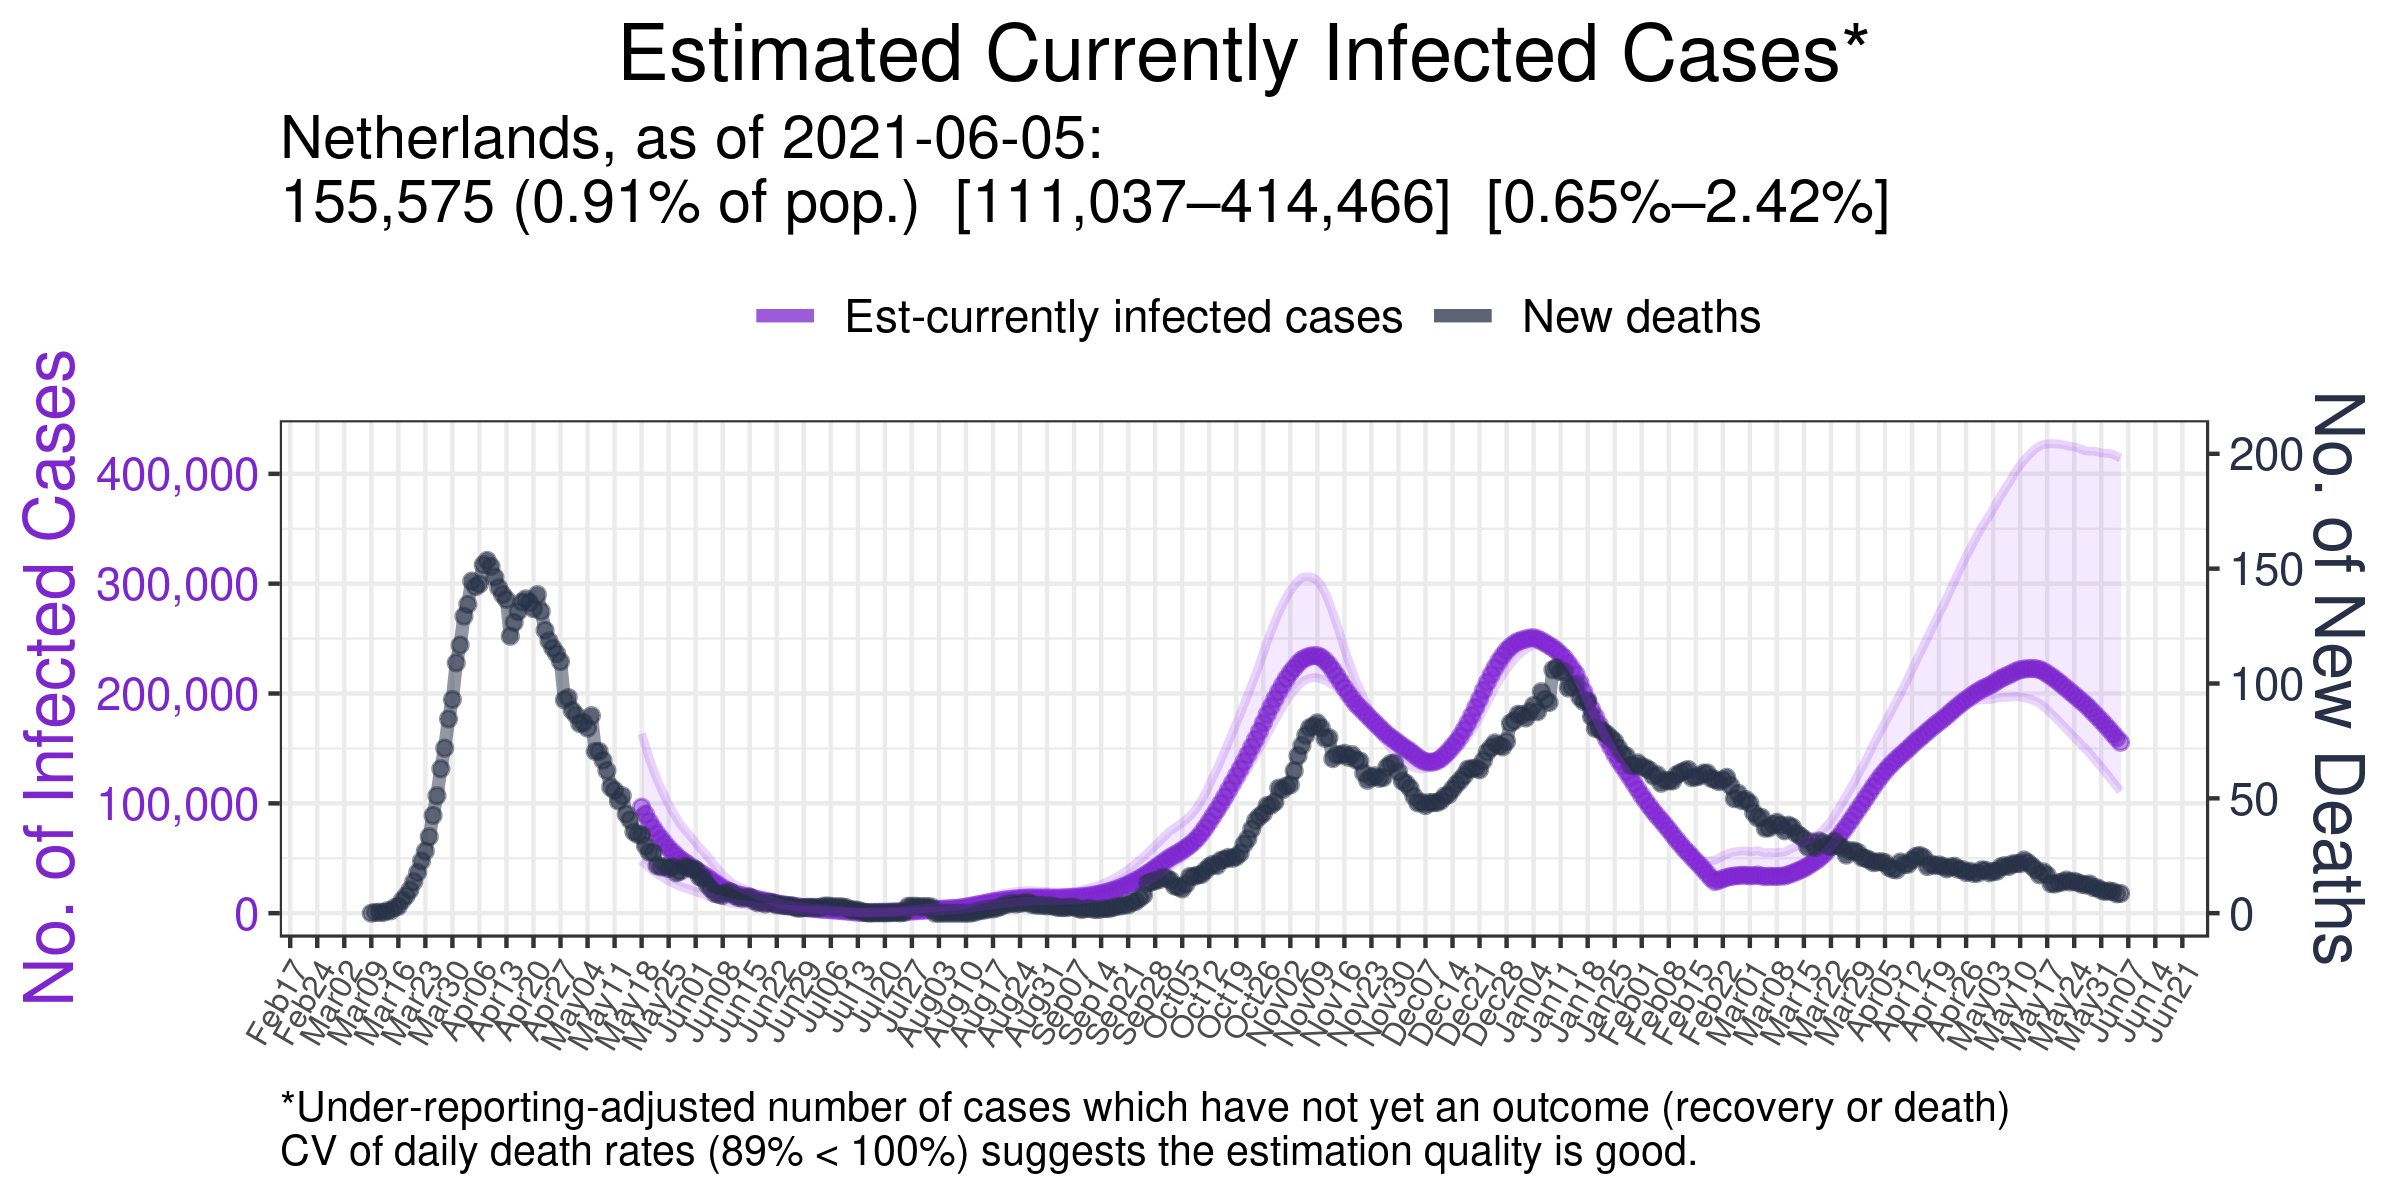 Estimated Currently Infected Cases*
Netherlands, as of 2021-06-05:
155,575 (0.91% of pop.)  [111,037–414,466]  [0.65%–2.42%]
Est-currently infected cases
New deaths
No. of Infected Cases
400,000
300,000
200,000
100,000
0
200
150
100
50
0
No. of New Deaths
Feb17
Feb24
Mar02
Mar09
Mar16
Mar23
Mar30
Apr06
Apr13
Apr20
Apr27
May04
May11
May18
May25
Jun01
Jun08
Jun15
Jun22
Jun29
Jul06
Jul13
Jul20
Jul27
Aug03
Aug10
Aug17
Aug24
Aug31
Sep07
Sep14
Sep21
Sep28
Oct05
Oct12
Oct19
Oct26
Nov02
Nov09
Nov16
Nov23
Nov30
Dec07
Dec14
Dec21
Dec28
Jan04
Jan11
Jan18
Jan25
Feb01
Feb08
Feb15
Feb22
Mar01
Mar08
Mar15
Mar22
Mar29
Apr05
Apr12
Apr19
Apr26
May03
May10
May17
May24
May31
Jun07
Jun14
Jun21
*Under-reporting-adjusted number of cases which have not yet an outcome (recovery or death)
CV of daily death rates (89% < 100%) suggests the estimation quality is good.